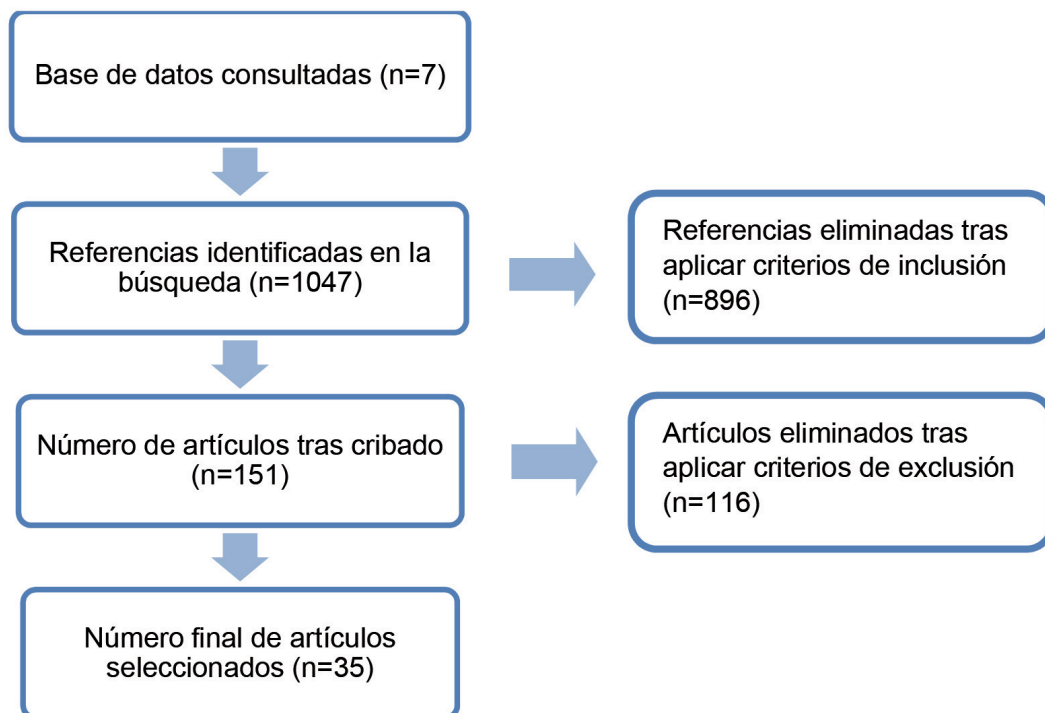 Base de datos consultadas (n=7)
Referencias identificadas en la
búsqueda (n=1047)
Referencias eliminadas tras
aplicar criterios de inclusión
(n=896)
Número de artículos tras cribado
(n=151)
Artículos eliminados tras
aplicar criterios de exclusión
(n=116)
Número final de artículos
seleccionados (n=35)